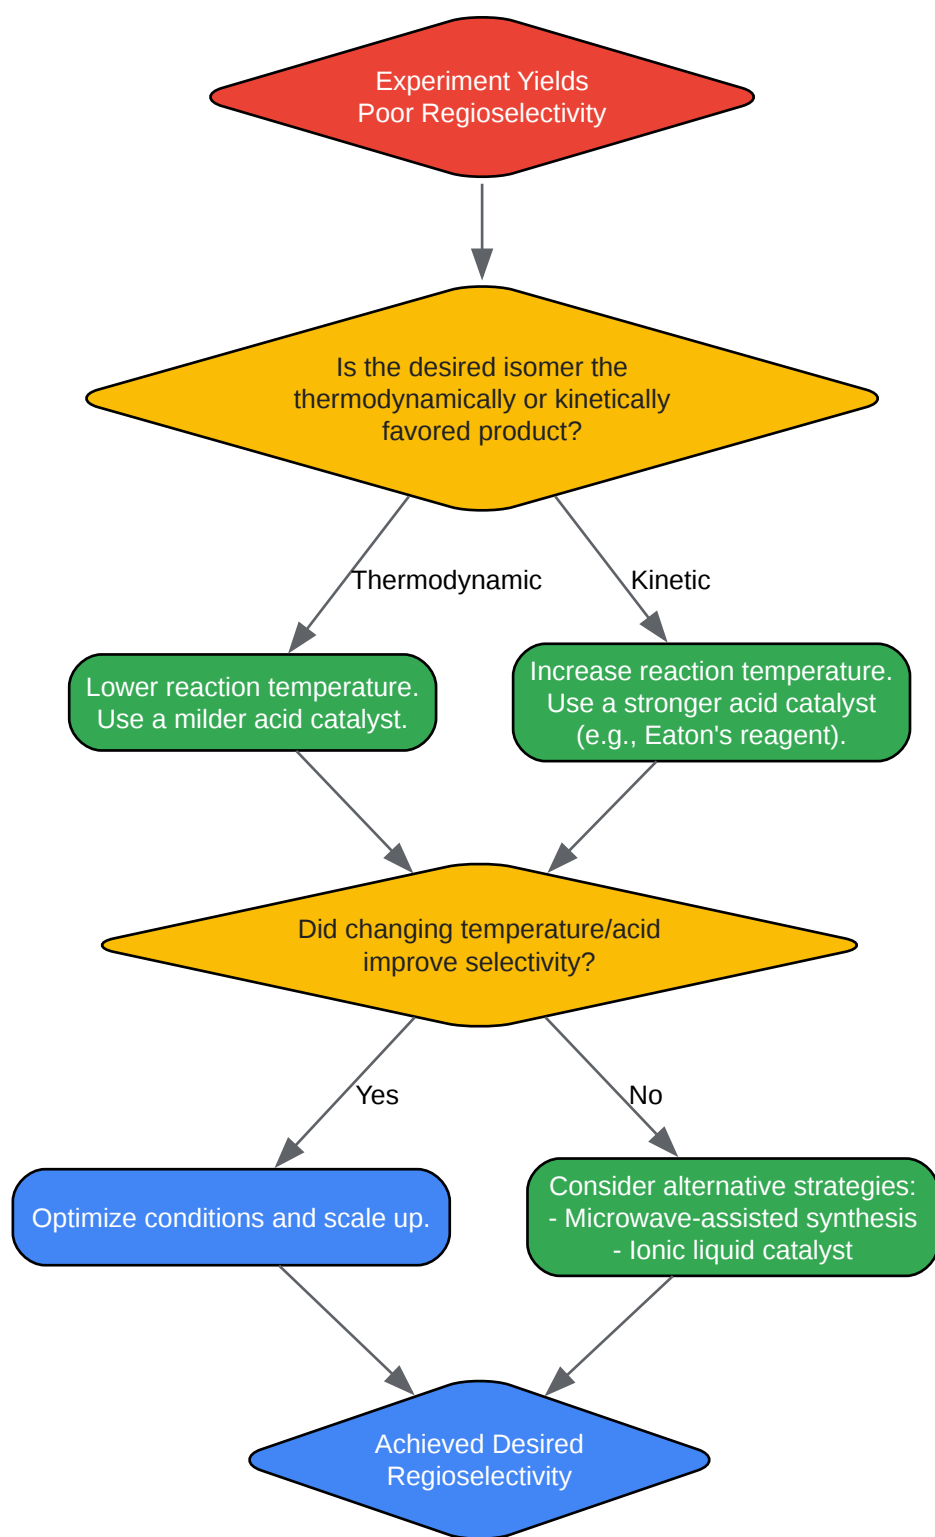 Experiment Yields
Poor Regioselectivity
Is the desired isomer the
thermodynamically or kinetically
favored product?
Thermodynamic
Kinetic
Lower reaction temperature.
Use a milder acid catalyst.
Increase reaction temperature.
Use a stronger acid catalyst
(e.g., Eaton's reagent).
Did changing temperature/acid
improve selectivity?
Yes
No
Optimize conditions and scale up.
Consider alternative strategies:
- Microwave-assisted synthesis
- Ionic liquid catalyst
Achieved Desired
Regioselectivity